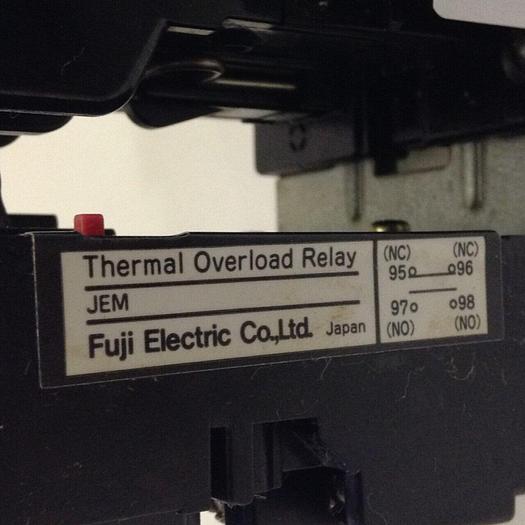 Thermal Overload Relay
JEM
Fuji Electric Co.,Ltd. Japan
(NC) (NC)
95 96
97 98
(NO) (NO)